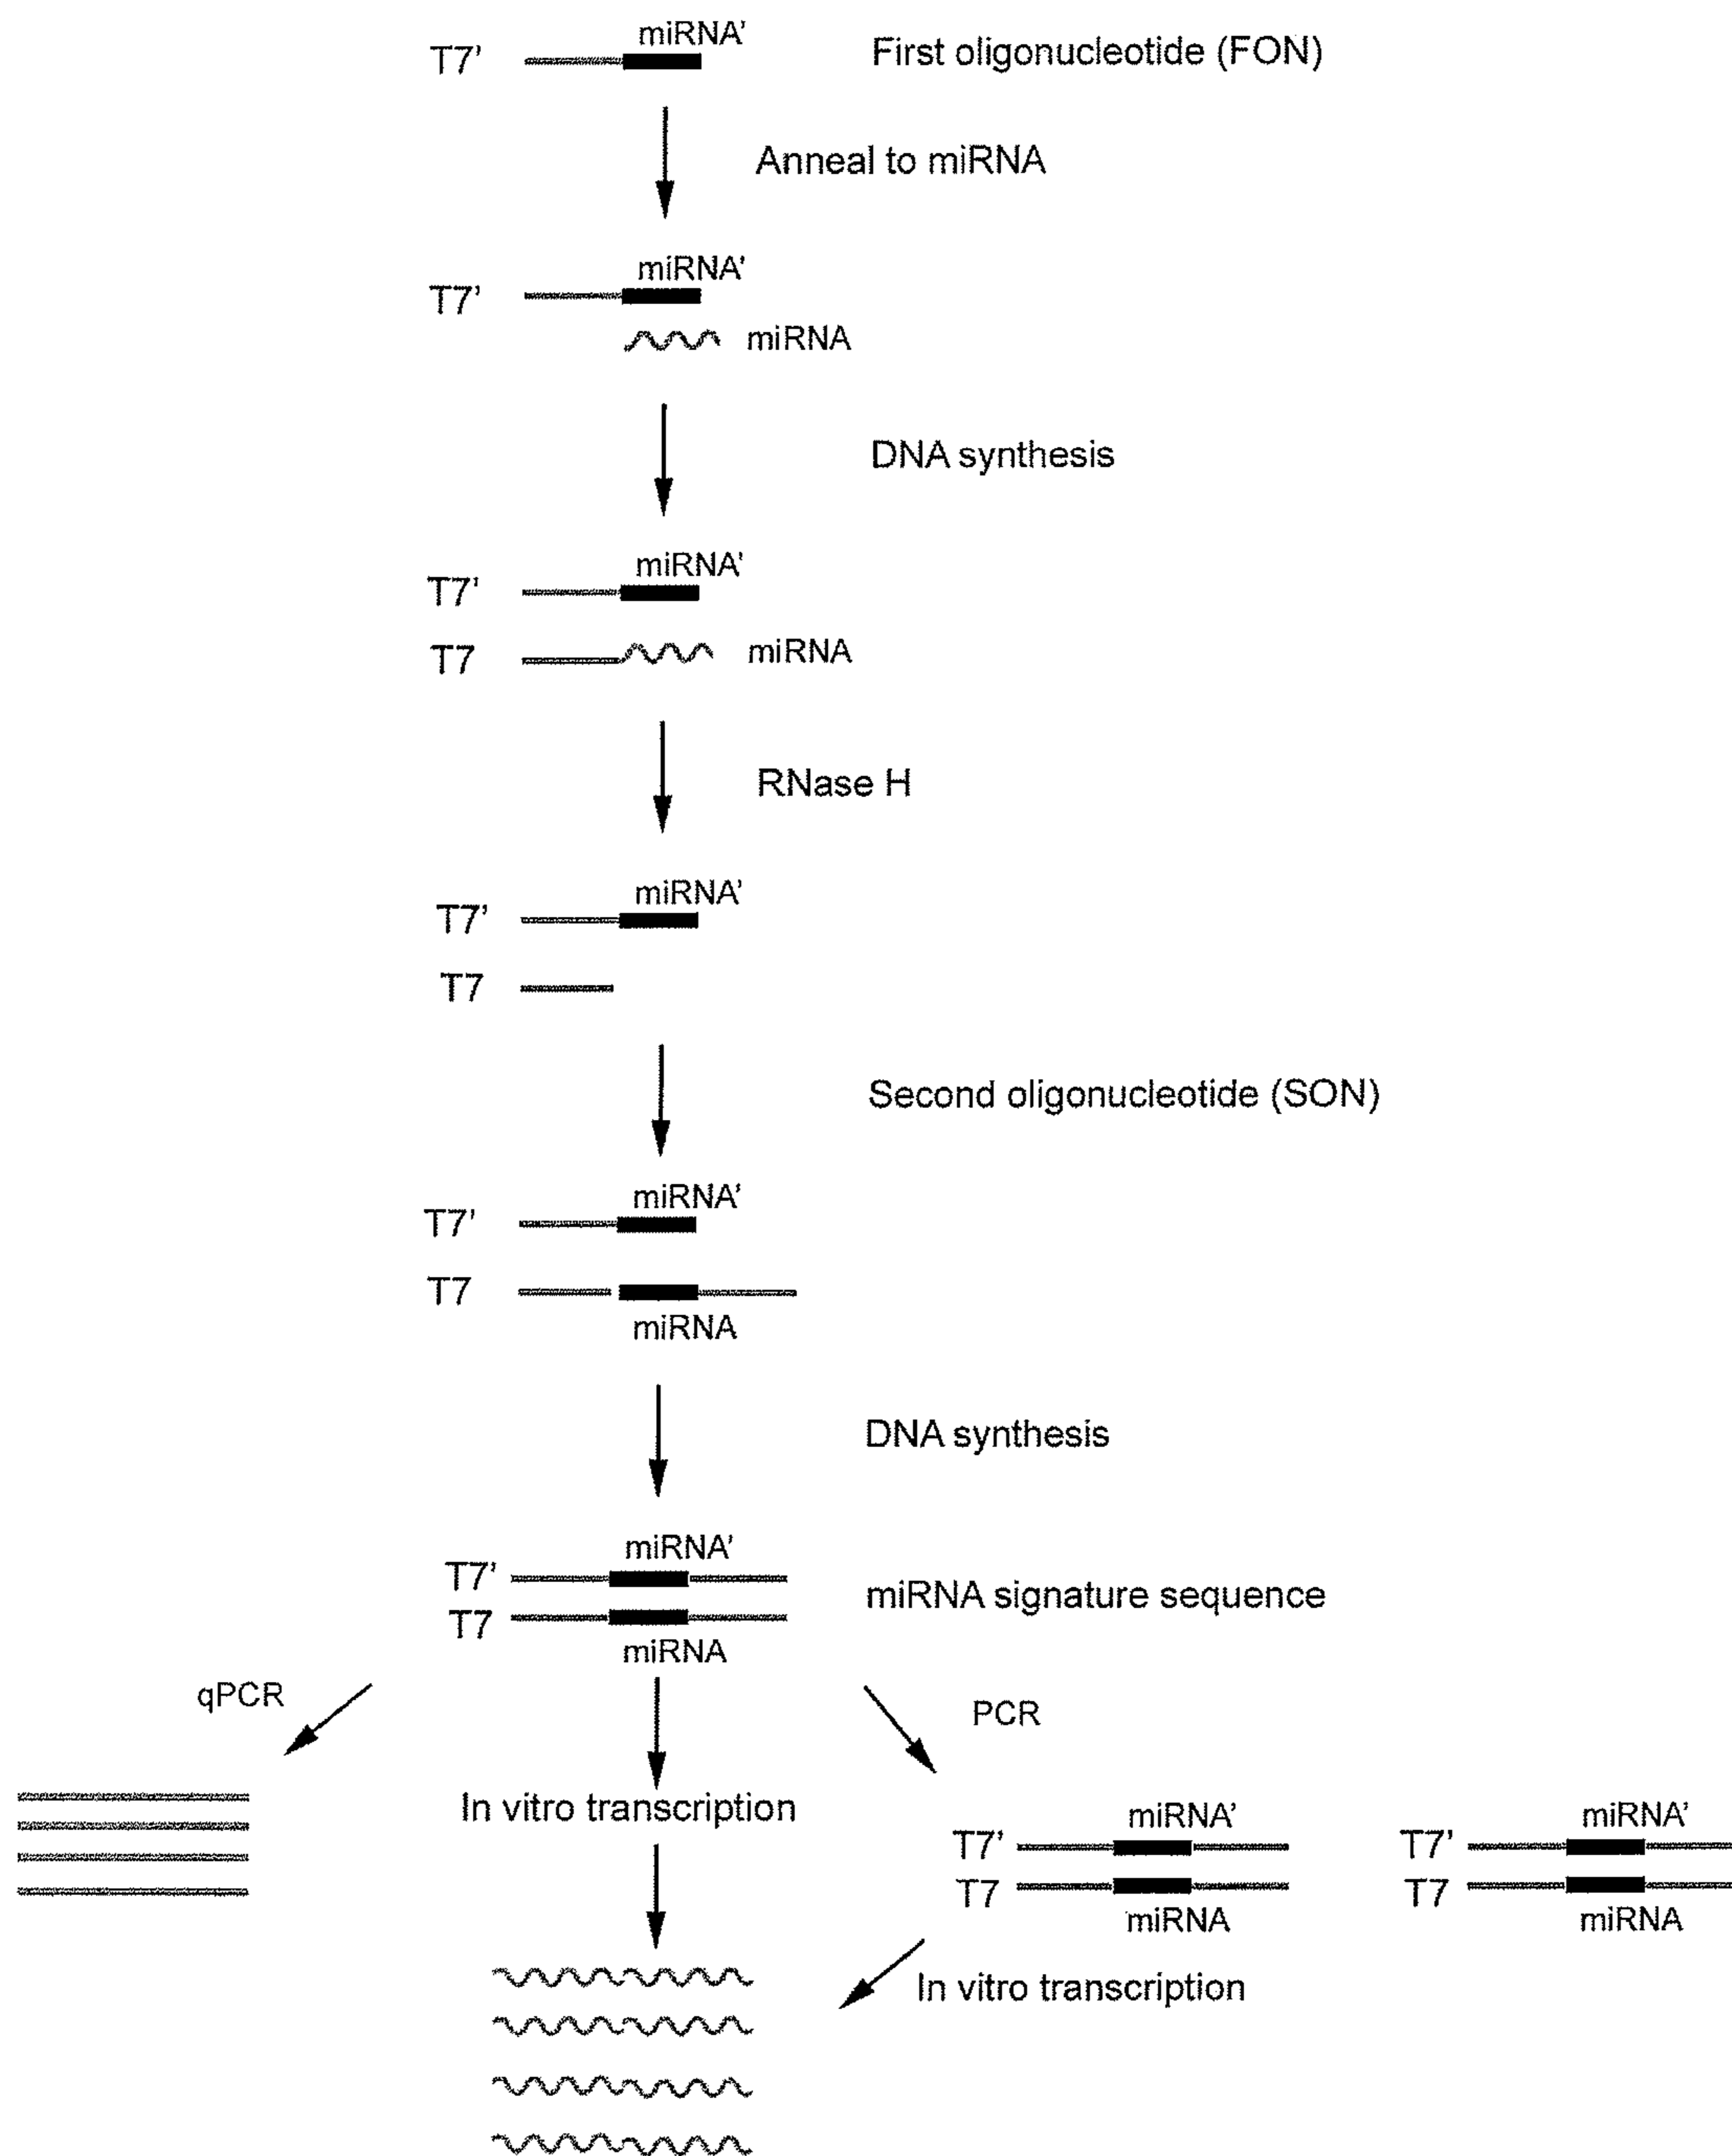 miRNA'
T7'
First oligonucleotide (FON)
Anneal to miRNA
miRNA'
T7'
miRNA
DNA synthesis
miRNA'
T7'
T7
miRNA
RNase H
miRNA'
T7'
T7
Second oligonucleotide (SON)
miRNA'
T7'
T7
miRNA
DNA synthesis
miRNA'
T7'
miRNA signature sequence
T7
miRNA
qPCR
PCR
In vitro transcription
miRNA'
miRNA'
T7'
T7'
T7
T7
miRNA
miRNA
In vitro transcription